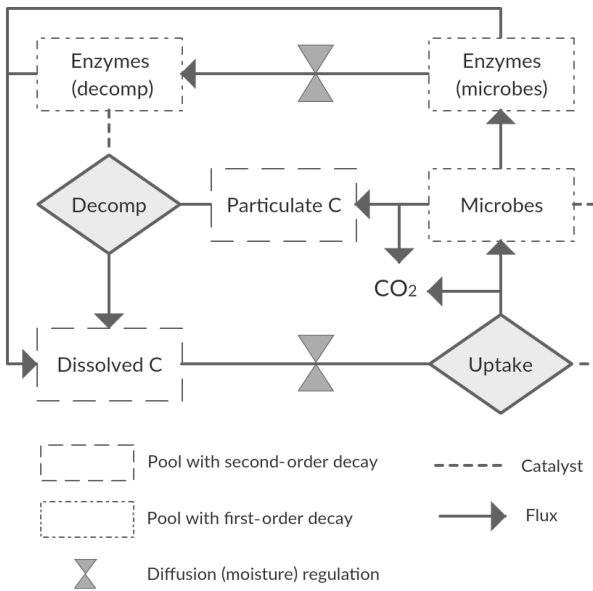 Enzymes
(decomp)
Enzymes
(microbes)
Decomp
Particulate C
Microbes
CO₂
Dissolved C
Uptake
Pool with second-order decay
Catalyst
Pool with first-order decay
Flux
Diffusion (moisture) regulation